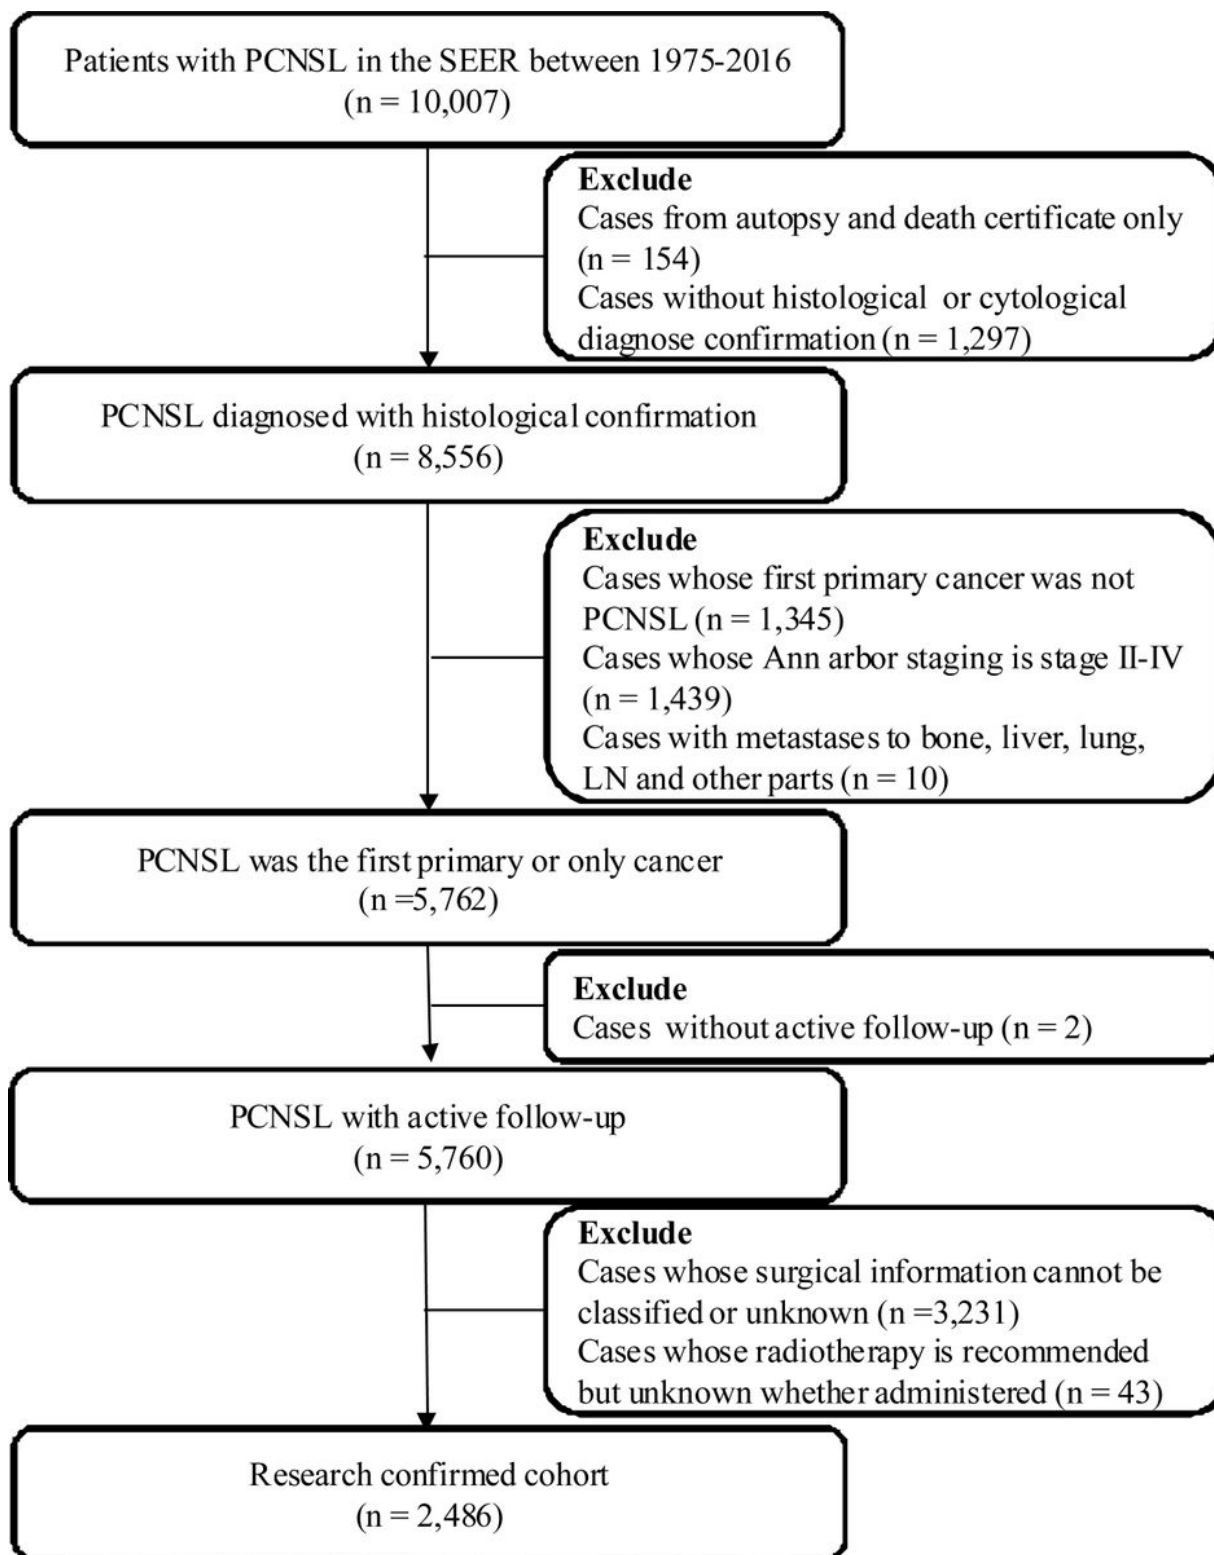 Patients with PCNSL in the SEER between 1975-2016
(n = 10,007)
Exclude
Cases from autopsy and death certificate only
(n = 154)
Cases without histological or cytological
diagnose confirmation (n = 1,297)
PCNSL diagnosed with histological confirmation
(n = 8,556)
Exclude
Cases whose first primary cancer was not
PCNSL (n = 1,345)
Cases whose Ann arbor staging is stage II-IV
(n = 1,439)
Cases with metastases to bone, liver, lung,
LN and other parts (n = 10)
PCNSL was the first primary or only cancer
(n =5,762)
Exclude
Cases without active follow-up (n = 2)
PCNSL with active follow-up
(n = 5,760)
Exclude
Cases whose surgical information cannot be
classified or unknown (n =3,231)
Cases whose radiotherapy is recommended
but unknown whether administered (n = 43)
Research confirmed cohort
(n = 2,486)